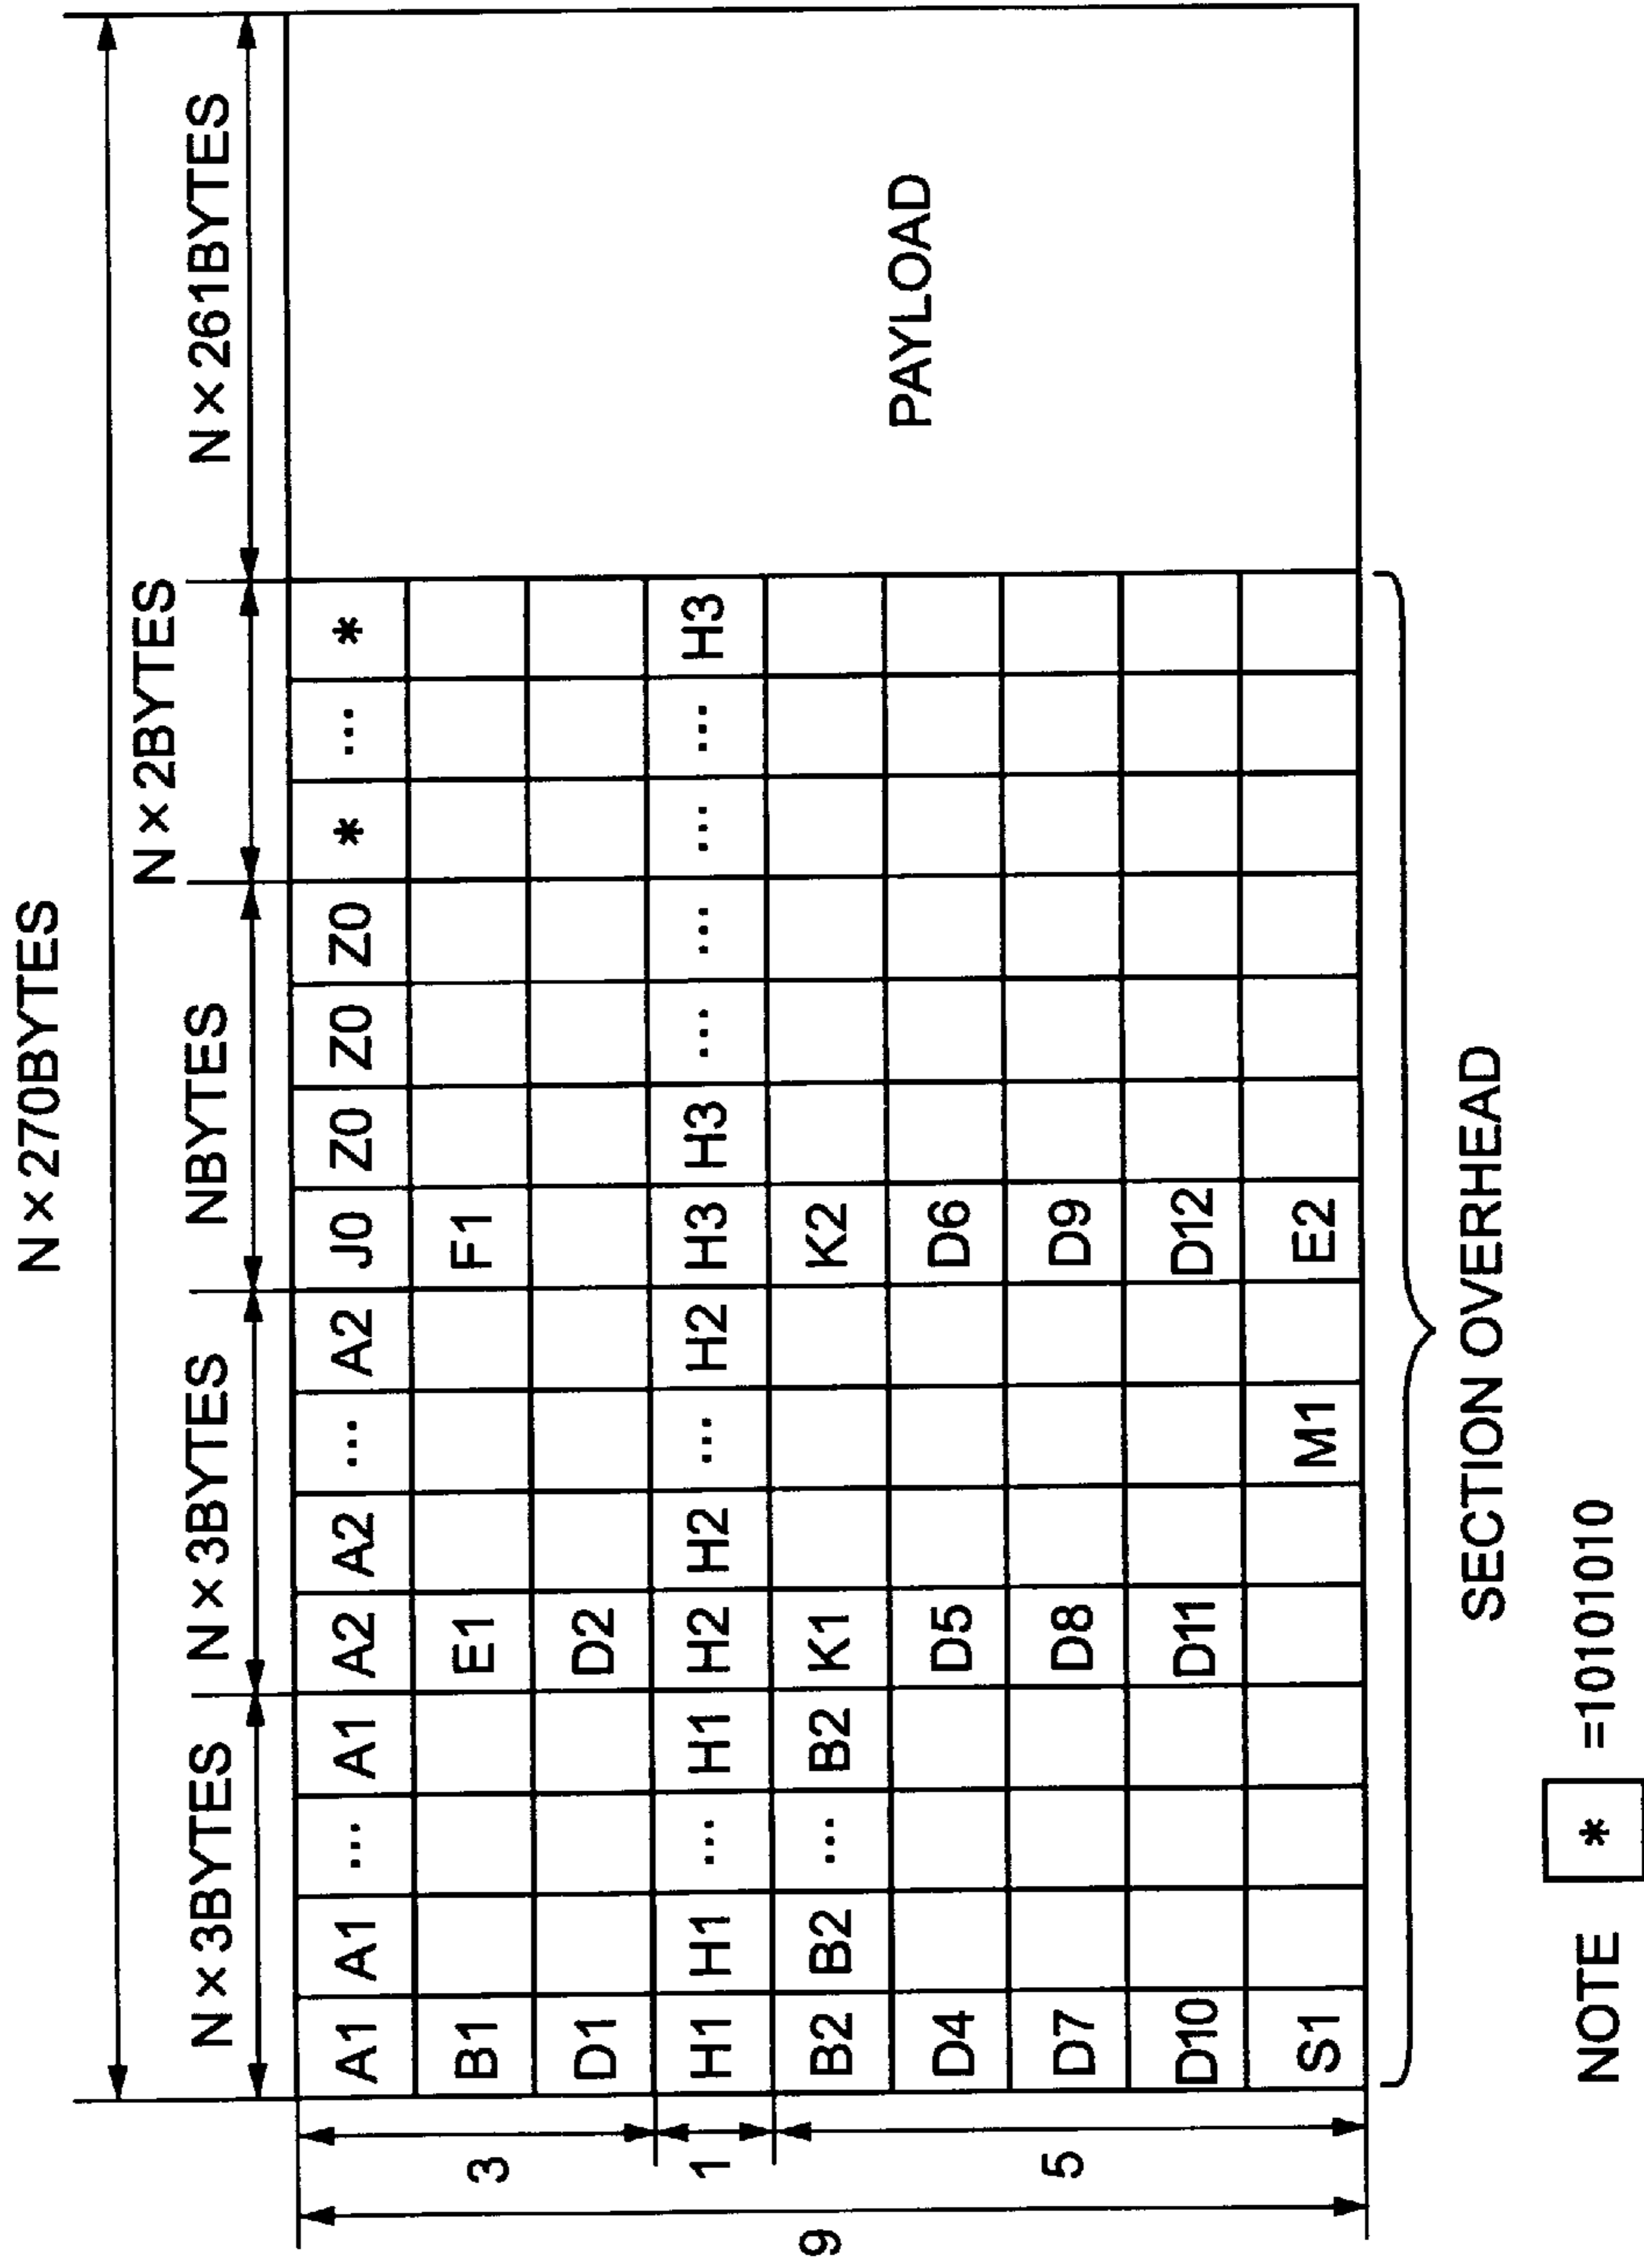 N×270BYTES
N×3BYTES N×3BYTES NBYTES N×2BYTES N×261BYTES
A1 A1 ... A1 A2 A2 ... A2 J0 Z0 Z0 Z0 * ... *
B1 E1 F1
D1 D2
H1 H1 ... H1 H2 H2 ... H2 H3 H3 ... ... ... ... H3
B2 B2 ... B2 K1 K2
D4 D5 D6
D7 D8 D9
D10 D11 D12
S1 M1 E2
3
1
5
9
PAYLOAD
SECTION OVERHEAD
NOTE * =10101010